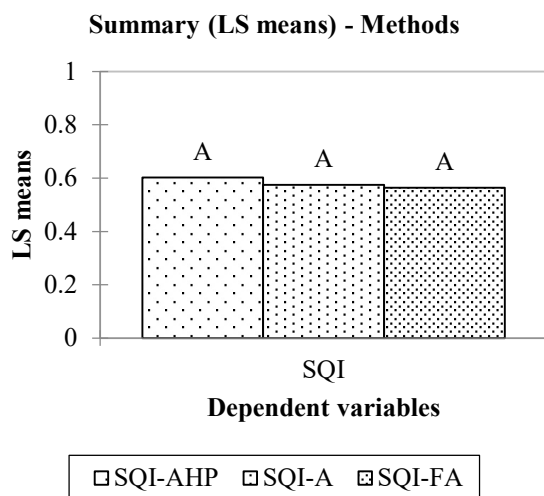 Summary (LS means) - Methods
1
0.8
0.6
0.4
0.2
0
LS means
A
A
A
SQI
Dependent variables
SQI-AHP
SQI-A
SQI-FA